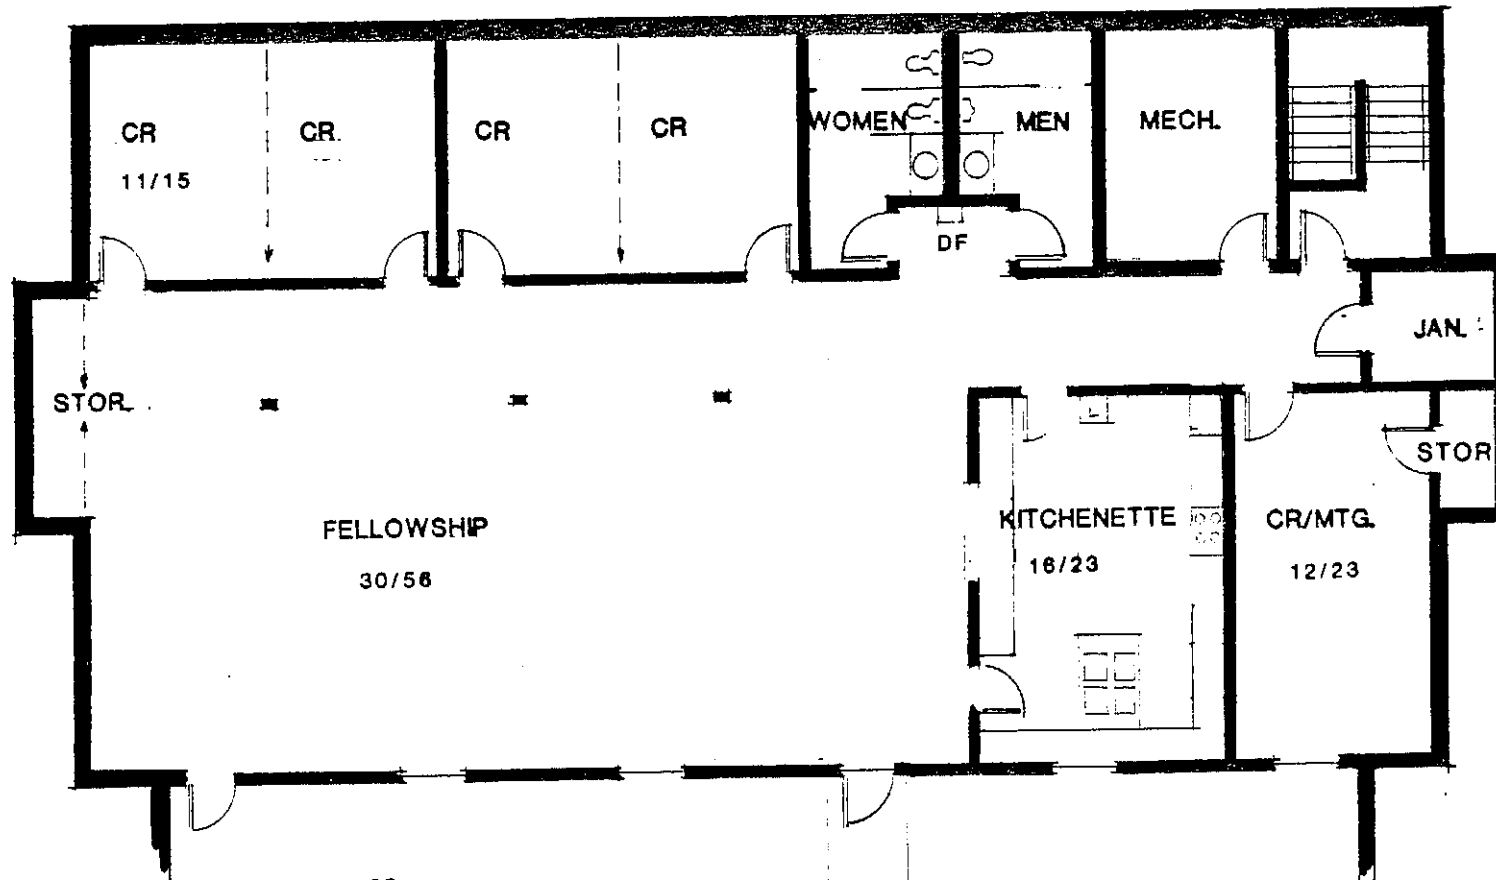 CR
CR.
CR
CR
11/15
WOMEN
MEN
MECH.
DF
JAN.
STOR.
STOR
FELLOWSHIP
30/56
KITCHENETTE
16/23
CR/MTG.
12/23